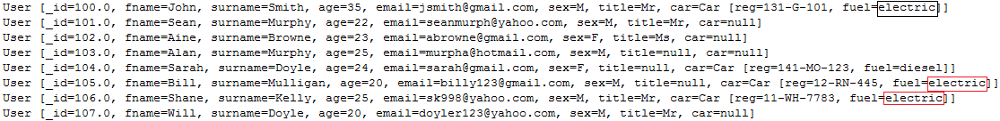 User [_id=100.0, fname=John, surname=Smith, age=35, email=jsmith@gmail.com, sex=M, title=Mr, car=Car [reg=131-G-101, fuel=electric]]
User [_id=101.0, fname=Sean, surname=Murphy, age=22, email=seanmurph@yahoo.com, sex=M, title=Mr, car=null]
User [_id=102.0, fname=Aine, surname=Browne, age=23, email=abrowne@gmail.com, sex=F, title=Ms, car=null]
User [_id=103.0, fname=Alan, surname=Murphy, age=25, email=murpha@hotmail.com, sex=M, title=null, car=null]
User [_id=104.0, fname=Sarah, surname=Doyle, age=24, email=sarah@gmail.com, sex=F, title=null, car=Car [reg=141-MO-123, fuel=diesel]]
User [_id=105.0, fname=Bill, surname=Mulligan, age=20, email=billy123@gmail.com, sex=M, title=null, car=Car [reg=12-RN-445, fuel=electric]]
User [_id=106.0, fname=Shane, surname=Kelly, age=25, email=sk998@yahoo.com, sex=M, title=Mr, car=Car [reg=11-WH-7783, fuel=electric]]
User [_id=107.0, fname=Will, surname=Doyle, age=20, email=doyler123@yahoo.com, sex=M, title=Mr, car=null]